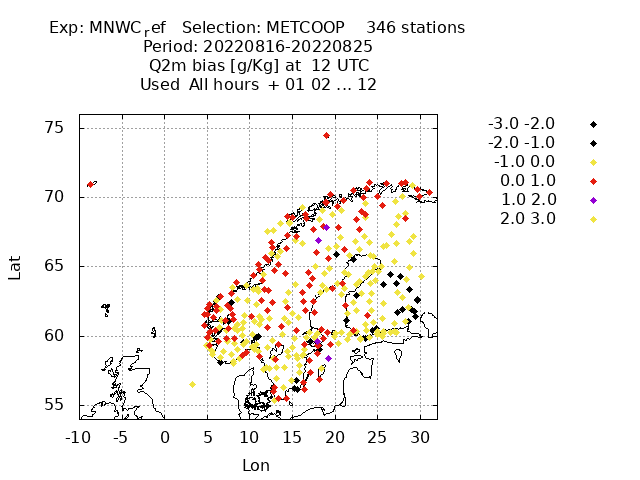 Exp: MNWCref Selection: METCOOP 346 stations
Period: 20220816-20220825
Q2m bias [g/Kg] at 12 UTC
Used All hours + 01 02 ... 12
-3.0 -2.0
-2.0 -1.0
-1.0 0.0
0.0 1.0
1.0 2.0
2.0 3.0
75
70
65
60
55
Lat
-10 -5 0 5 10 15 20 25 30
Lon